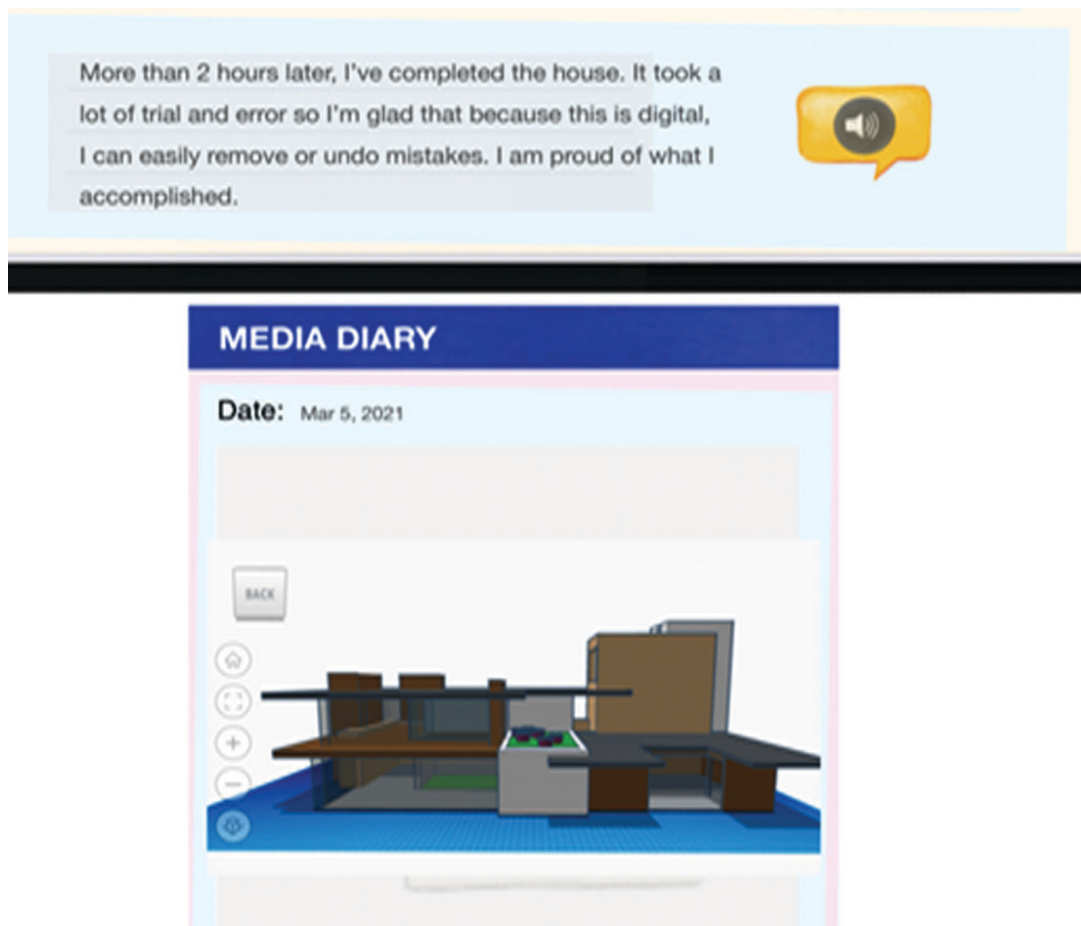 More than 2 hours later, I've completed the house. It took a
lot of trial and error so I'm glad that because this is digital,
I can easily remove or undo mistakes. I am proud of what I
accomplished.
MEDIA DIARY
Date: Mar 5, 2021
BACK